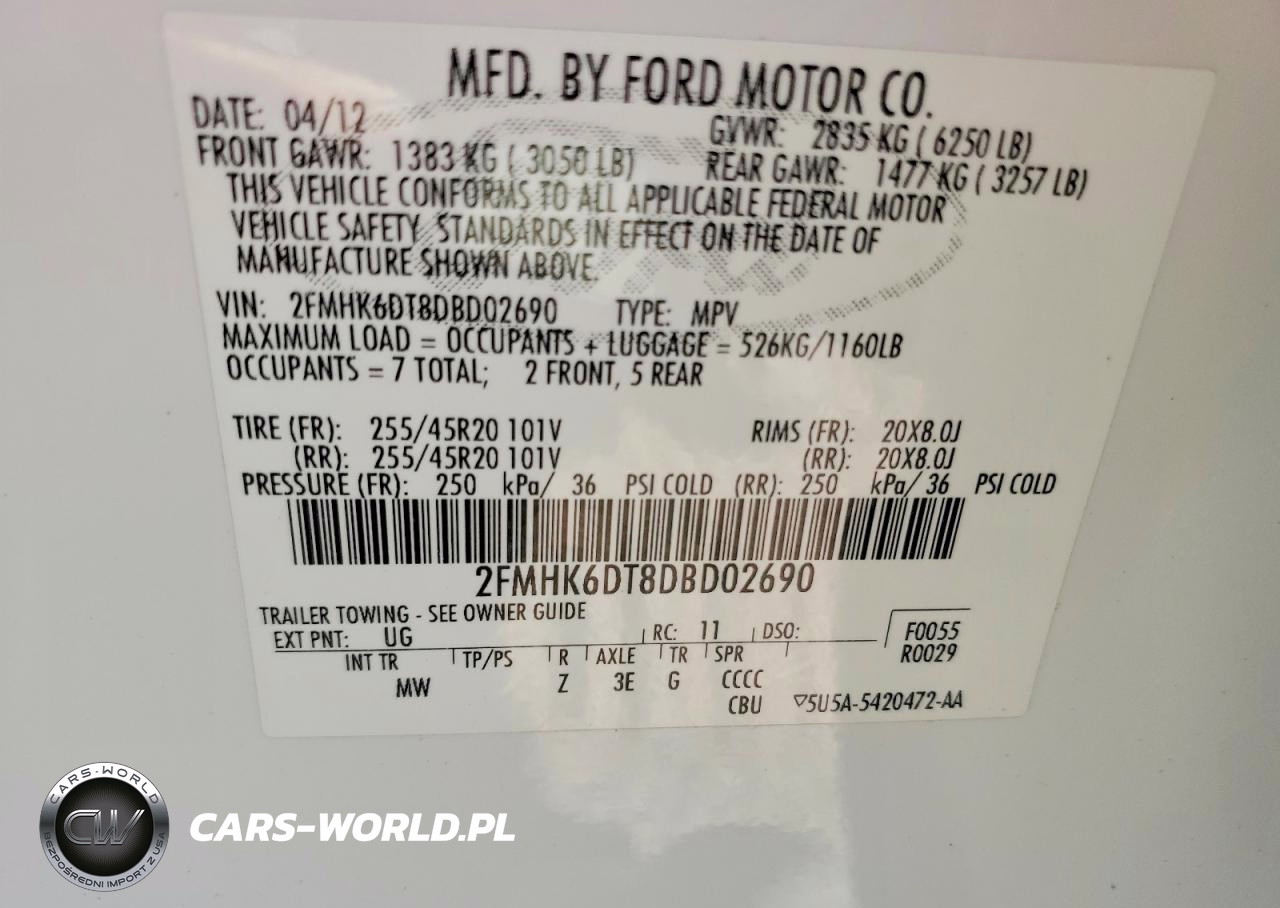 MFD. BY FORD MOTOR CO.
DATE: 04/12 GVWR: 2835 KG ( 6250 LB)
FRONT GAWR: 1383 KG ( 3050 LB) REAR GAWR: 1477 KG ( 3257 LB)
THIS VEHICLE CONFORMS TO ALL APPLICABLE FEDERAL MOTOR
VEHICLE SAFETY STANDARDS IN EFFECT ON THE DATE OF
MANUFACTURE SHOWN ABOVE.
VIN: 2FMHK6DT8DBD02690 TYPE: MPV
MAXIMUM LOAD = OCCUPANTS + LUGGAGE = 526KG/1160LB
OCCUPANTS = 7 TOTAL; 2 FRONT, 5 REAR
TIRE (FR): 255/45R20 101V RIMS (FR): 20X8.0J
(RR): 255/45R20 101V (RR): 20X8.0J
PRESSURE (FR): 250 kPa/ 36 PSI COLD (RR): 250 kPa/ 36 PSI COLD
2FMHK6DT8DBD02690
TRAILER TOWING - SEE OWNER GUIDE
EXT PNT: UG RC: 11 DSO: F0055
R0029
INT TR TP/PS R AXLE TR SPR
MW Z 3E G CCCC
CBU ▽5U5A-5420472-AA
CARS-WORLD
CW
BEZPOŚREDNI IMPORT Z USA
CARS-WORLD.PL